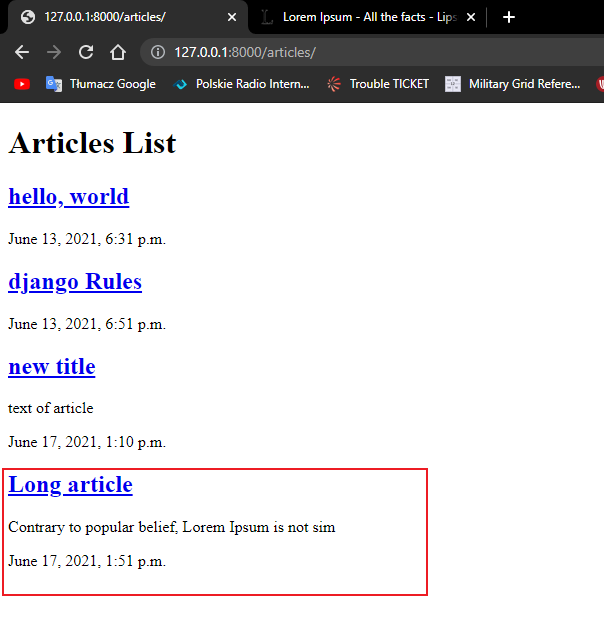 127.0.0.1:8000/articles/
Lorem Ipsum - All the facts - Lips
127.0.0.1:8000/articles/
Tłumacz Google
Polskie Radio Intern...
Trouble TICKET
Military Grid Refere...
Articles List
hello, world
June 13, 2021, 6:31 p.m.
django Rules
June 13, 2021, 6:51 p.m.
new title
text of article
June 17, 2021, 1:10 p.m.
Long article
Contrary to popular belief, Lorem Ipsum is not sim
June 17, 2021, 1:51 p.m.